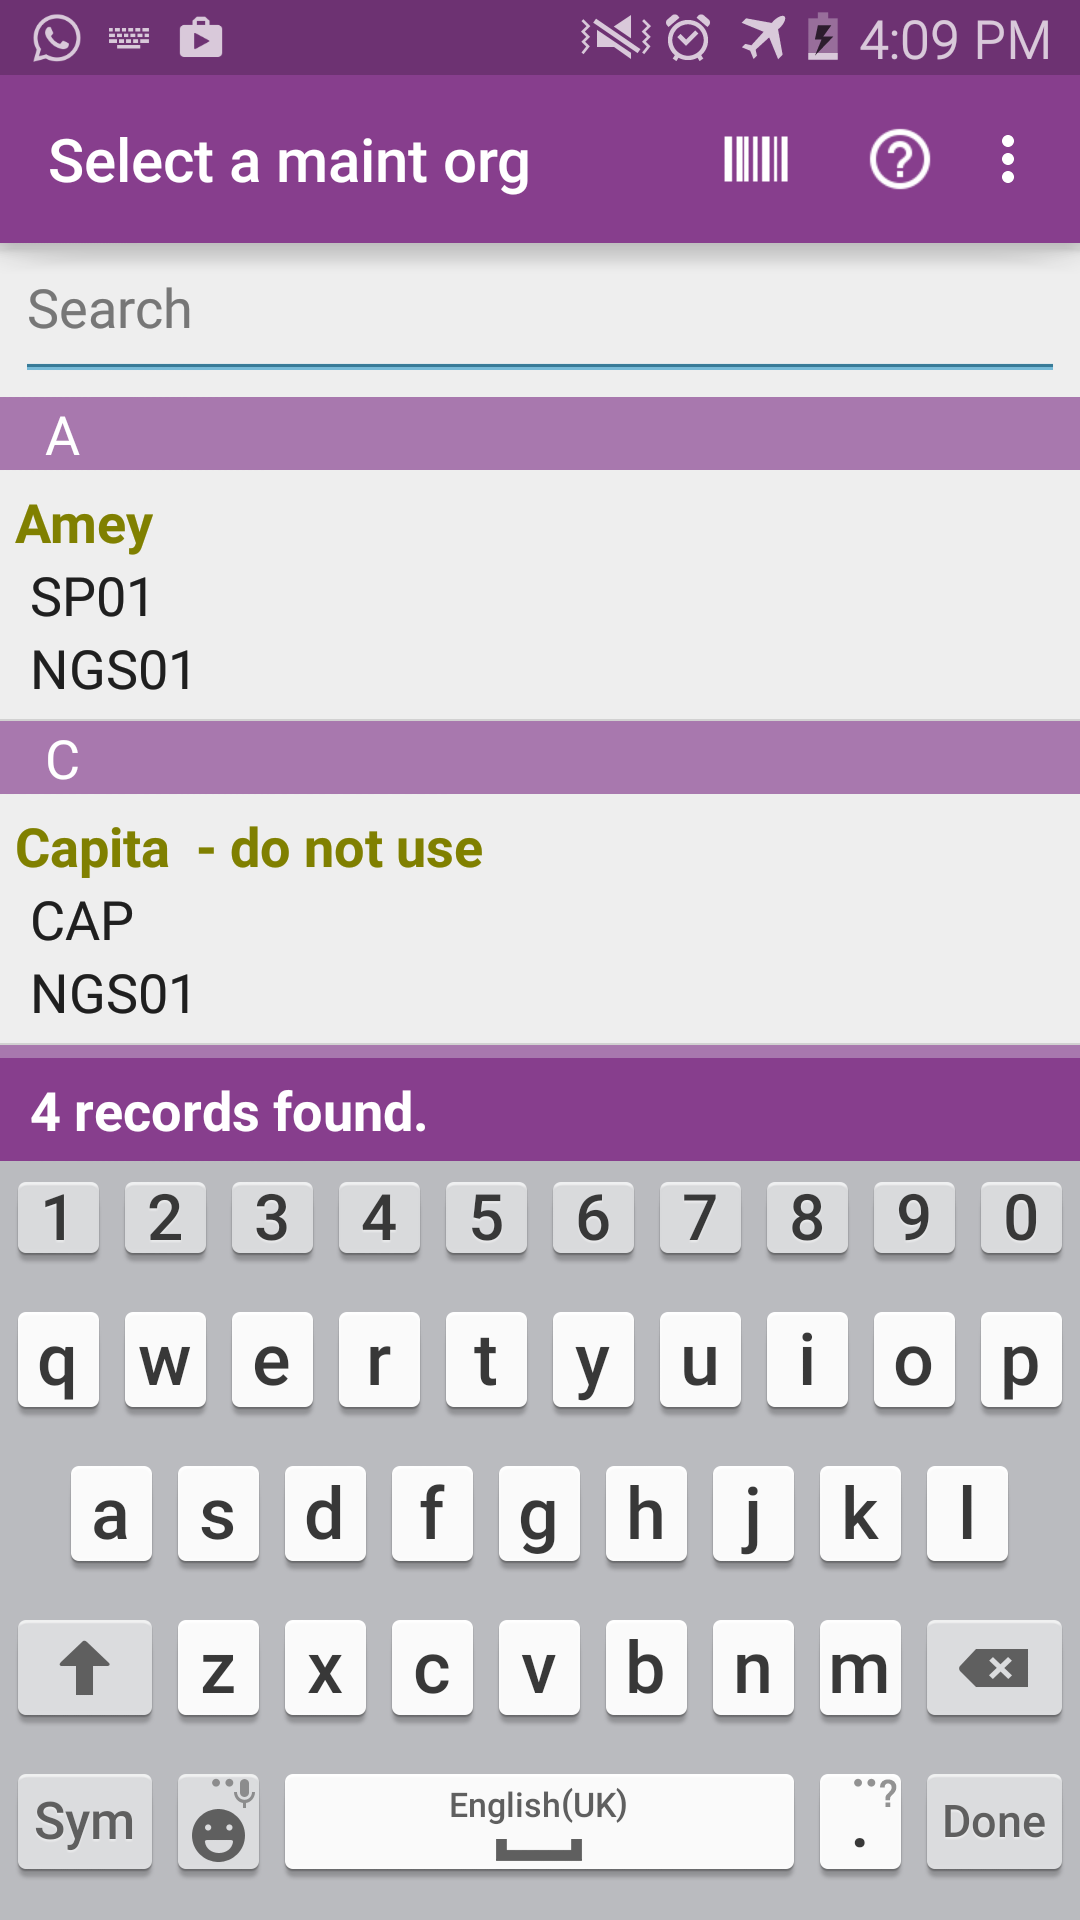 4:09 PM
Select a maint org
Search
A
Amey
SP01
NGS01
C
Capita  - do not use
CAP
NGS01
4 records found.
1 2 3 4 5 6 7 8 9 0
q w e r t y u i o p
a s d f g h j k l
z x c v b n m
Sym English(UK) . ? Done